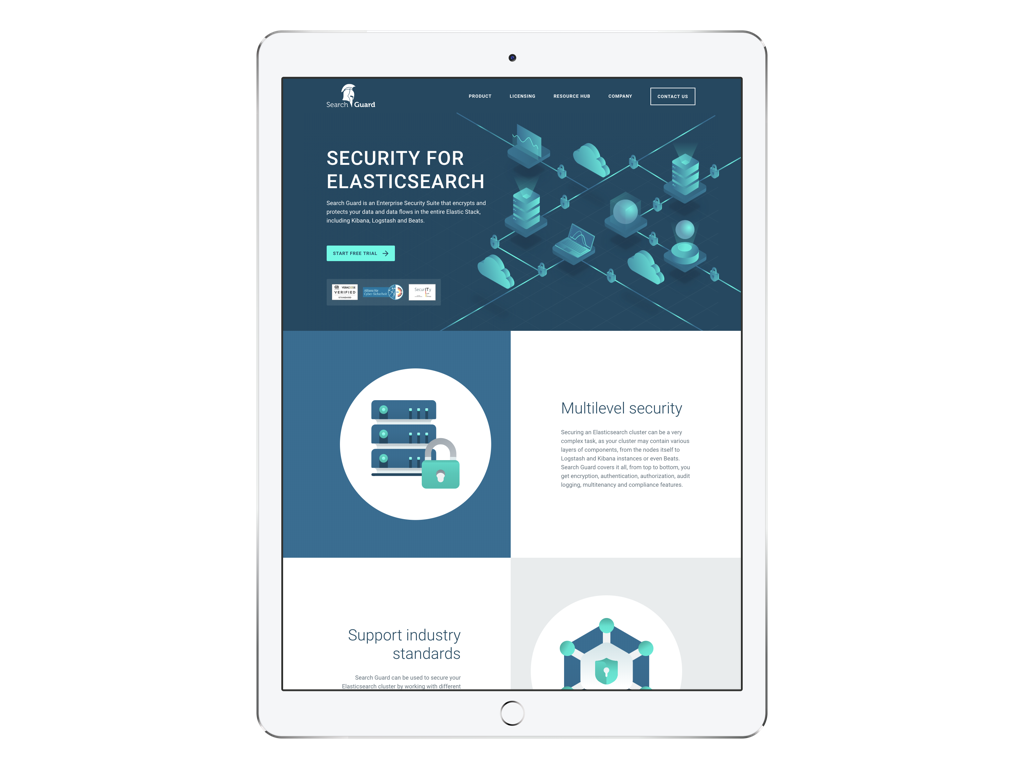 Search Guard
PRODUCT
LICENSING
RESOURCE HUB
COMPANY
CONTACT US
SECURITY FOR
ELASTICSEARCH
Search Guard is an Enterprise Security Suite that encrypts and
protects your data and data flows in the entire Elastic Stack,
including Kibana, Logstash and Beats.
START FREE TRIAL
VERIFIED
Multilevel security
Securing an Elasticsearch cluster can be a very
complex task, as your cluster may contain various
layers of components, from the nodes itself to
Logstash and Kibana instances or even Beats.
Search Guard covers it all, from top to bottom, you
get encryption, authentication, authorization, audit
logging, multitenancy and compliance features.
Support industry
standards
Search Guard can be used to secure your
Elasticsearch cluster by working with different